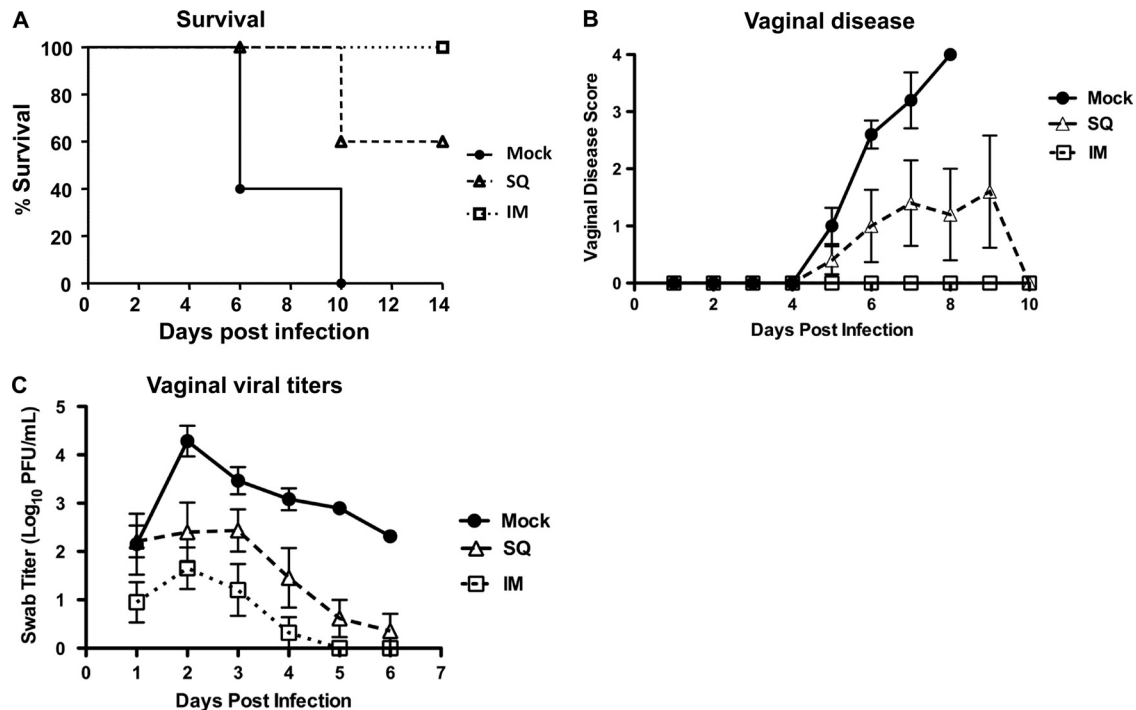 A
Survival
% Survival
100
80
60
40
20
0
0 2 4 6 8 10 12 14
Days post infection
Mock
SQ
IM
B
Vaginal disease
Vaginal Disease Score
4
3
2
1
0
0 2 4 6 8 10
Days Post Infection
Mock
SQ
IM
C
Vaginal viral titers
Swab Titer (Log10 PFU/mL)
5
4
3
2
1
0
0 1 2 3 4 5 6 7
Days Post Infection
Mock
SQ
IM